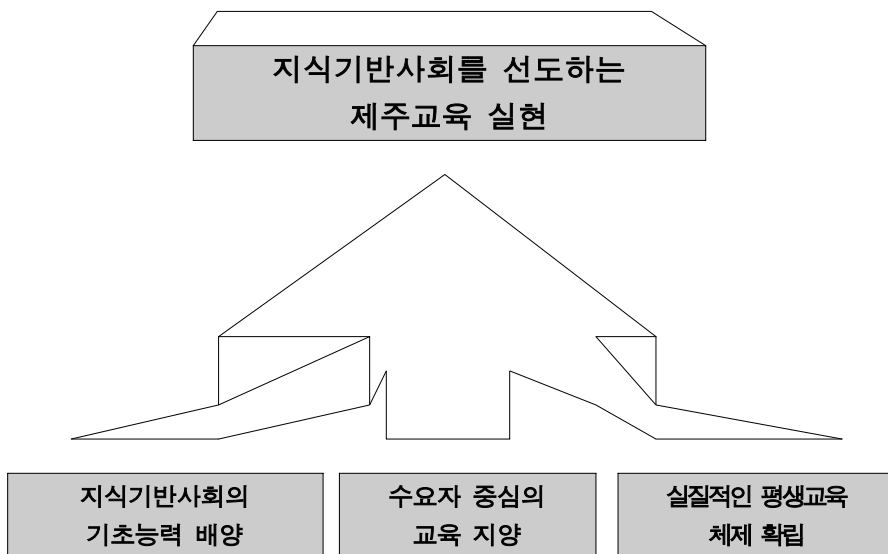 지식기반사회를 선도하는
제주교육 실현
지식기반사회의
기초능력 배양
수요자 중심의
교육 지양
실질적인 평생교육
체제 확립